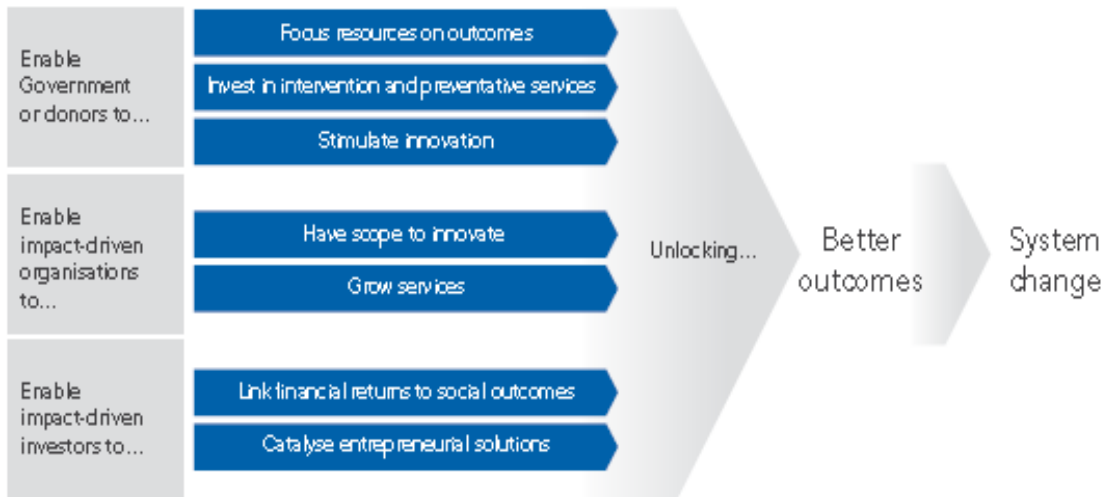 Enable
Government
or donors to...
Focus resources on outcomes
Invest in intervention and preventative services
Stimulate innovation
Enable
impact-driven
organisations
to...
Have scope to innovate
Grow services
Enable
impact-driven
investors to...
Link financial returns to social outcomes
Catalyse entrepreneurial solutions
Unlocking...
Better
outcomes
System
change